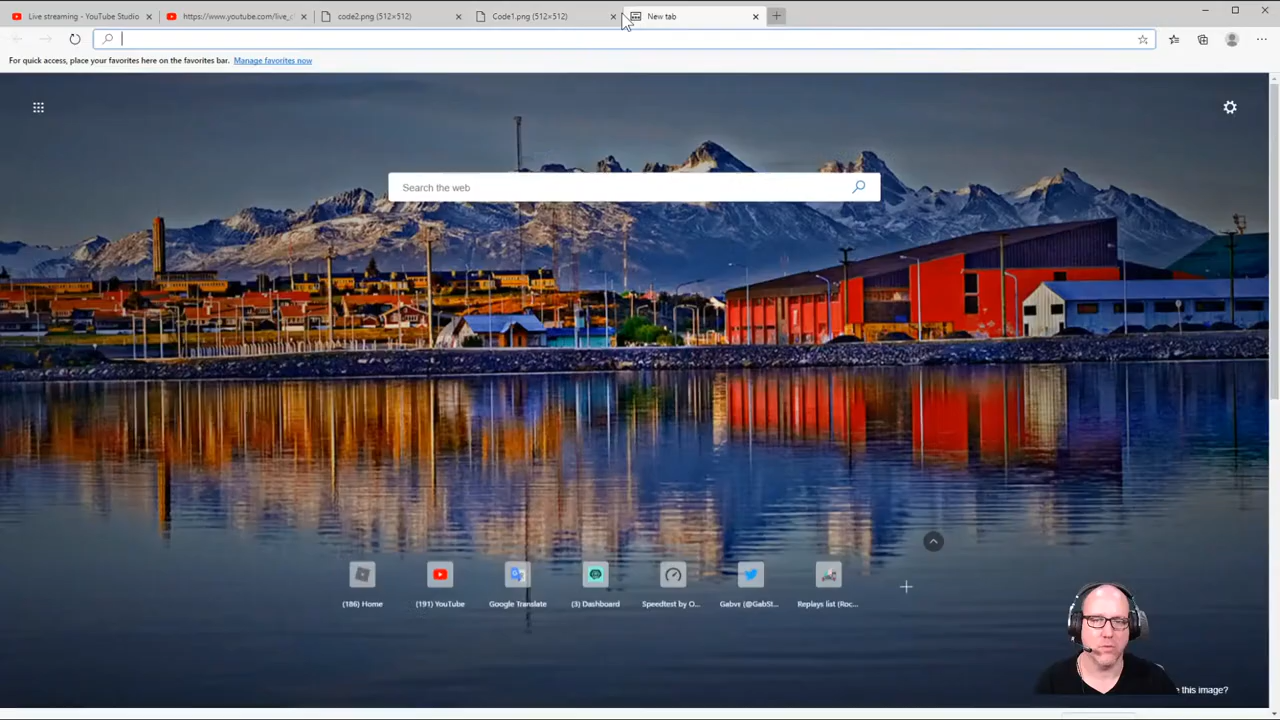 Live streaming - YouTube Studio
https://www.youtube.com/live_c
code2.png (512×512)
Code1.png (512×512)
New tab
For quick access, place your favorites here on the favorites bar. Manage favorites now
Search the web
(186) Home
(191) YouTube
Google Translate
(3) Dashboard
Speedtest by O...
Gabvr (@GabSt...
Replays list (Roc...
this image?